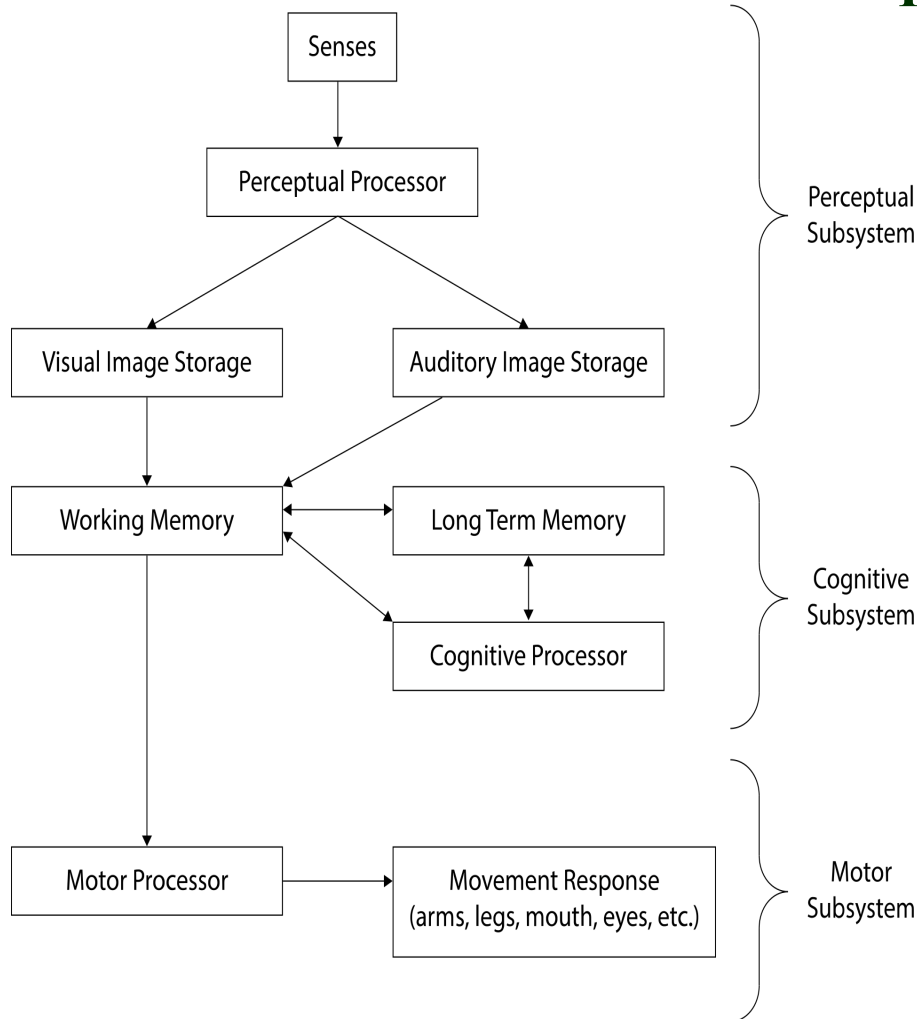 Senses
Perceptual Processor
Perceptual
Subsystem
Visual Image Storage
Auditory Image Storage
Working Memory
Long Term Memory
Cognitive
Subsystem
Cognitive Processor
Motor Processor
Movement Response
(arms, legs, mouth, eyes, etc.)
Motor
Subsystem